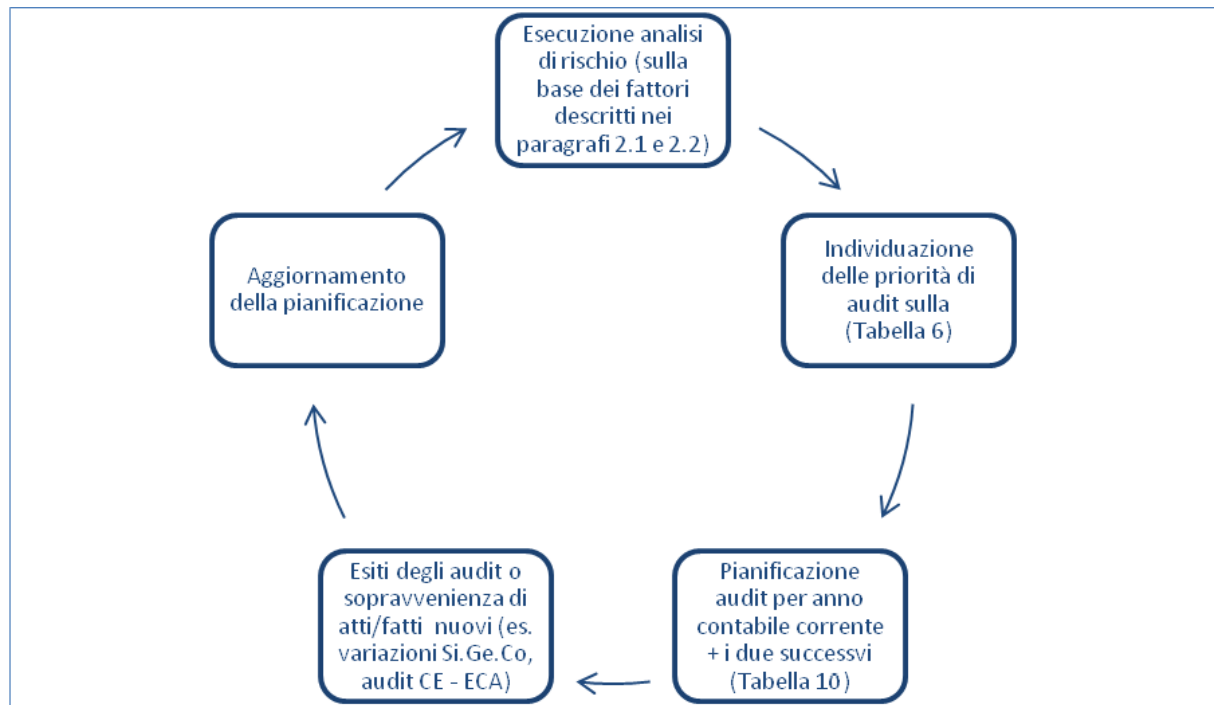 Esecuzione analisi
di rischio (sulla
base dei fattori
descritti nei
paragrafi 2.1 e 2.2)
Individuazione
delle priorità di
audit sulla
(Tabella 6)
Pianificazione
audit per anno
contabile corrente
+ i due successvi
(Tabella 10)
Esiti degli audit o
sopravvenienza di
atti/fatti nuovi (es.
variazioni Si.Ge.Co,
audit CE - ECA)
Aggiornamento
della pianificazione